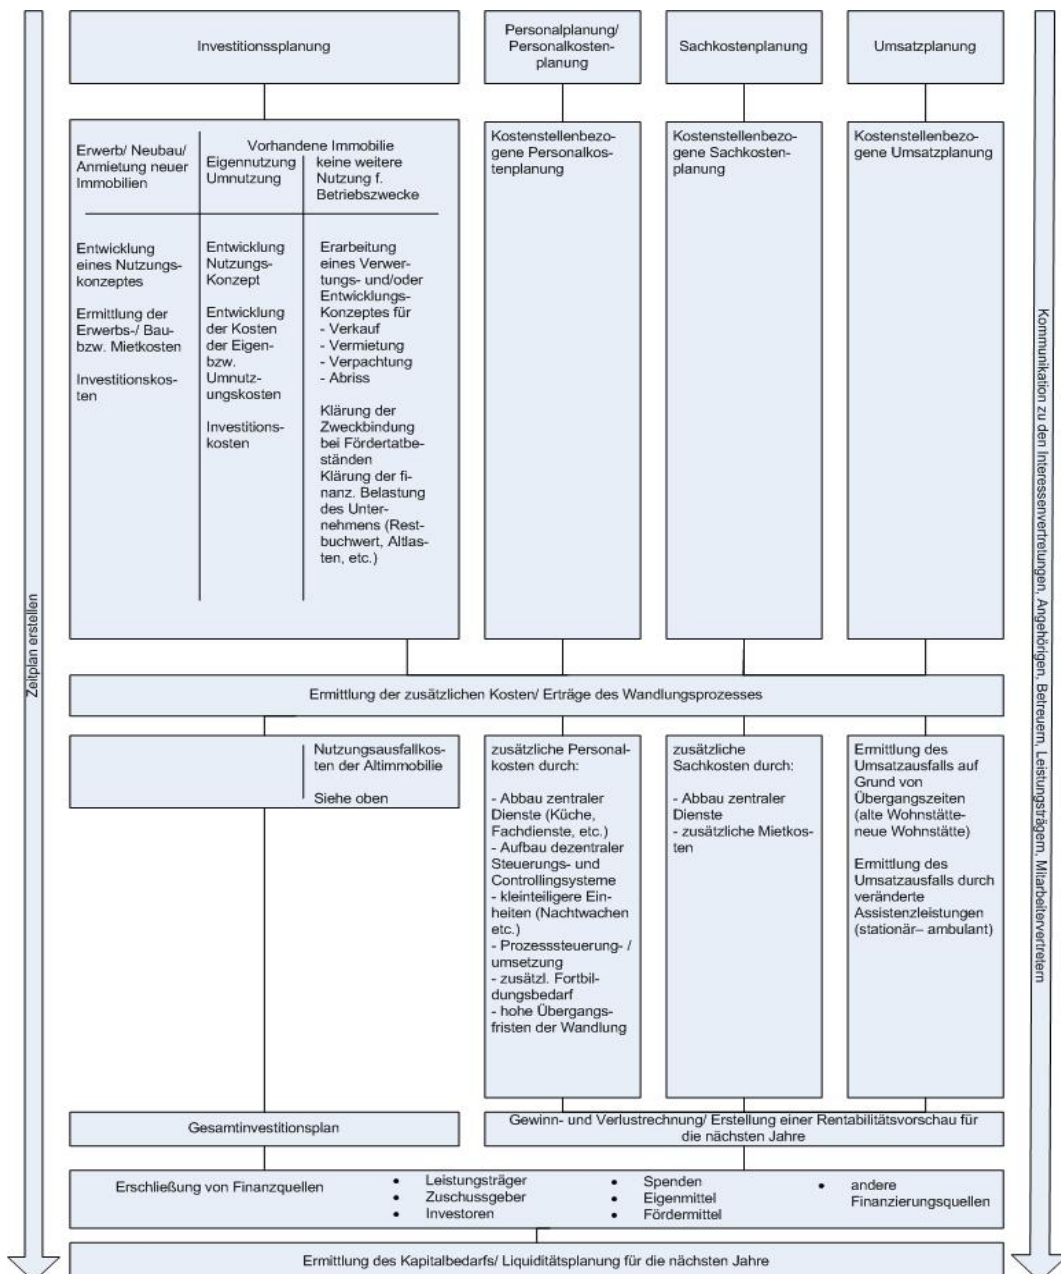 Investitionssplanung
Personalplanung/
Personalkosten-
planung
Sachkostenplanung
Umsatzplanung
Erwerb/ Neubau/
Anmietung neuer
Immobilien
Vorhandene Immobilie
Eigennutzung
Umnutzung
keine weitere
Nutzung f.
Betriebszwecke
Entwicklung
eines Nutzungs-
konzeptes
Ermittlung der
Erwerbs-/ Bau-
bzw. Mietkosten
Investitionskos-
ten
Entwicklung
Nutzungs-
Konzept
Entwicklung
der Kosten
der Eigen-
bzw.
Umnutz-
ungskosten
Investitions-
kosten
Erarbeitung
eines Verwer-
tungs- und/oder
Entwicklungs-
Konzeptes für
- Verkauf
- Vermietung
- Verpachtung
- Abriss
Klärung der
Zweckbindung
bei Fördertatbe-
ständen
Klärung der fi-
nanz. Belastung
des Unter-
nehmens (Rest-
buchwert, Altlas-
ten, etc.)
Kostenstellenbezo-
gene Personalkos-
tenplanung
Kostenstellenbezo-
gene Sachkosten-
planung
Kostenstellenbezo-
gene Umsatzplanung
Zeitplan erstellen
Kommunikation zu den Interessenvertretungen, Angehörigen, Betreuern, Leistungsträgern, Mitarbeitervertretern
Ermittlung der zusätzlichen Kosten/ Erträge des Wandlungsprozesses
Nutzungsausfallkos-
ten der Altimmobilie
Siehe oben
zusätzliche Personal-
kosten durch:
- Abbau zentraler
Dienste (Küche,
Fachdienste, etc.)
- Aufbau dezentraler
Steuerungs- und
Controllingsysteme
- kleinteiligere Ein-
heiten (Nachtwachen
etc.)
- Prozesssteuerung- /
umsetzung
- zusätzl. Fortbil-
dungsbedarf
- hohe Übergangs-
fristen der Wandlung
zusätzliche
Sachkosten durch:
- Abbau zentraler
Dienste
- zusätzliche Mietkos-
ten
Ermittlung des
Umsatzausfalls auf
Grund von
Übergangszeiten
(alte Wohnstätte-
neue Wohnstätte)
Ermittlung des
Umsatzausfalls durch
veränderte
Assistenzleistungen
(stationär– ambulant)
Gesamtinvestitionsplan
Gewinn- und Verlustrechnung/ Erstellung einer Rentabilitätsvorschau für
die nächsten Jahre
Erschließung von Finanzquellen
• Leistungsträger
• Zuschussgeber
• Investoren
• Spenden
• Eigenmittel
• Fördermittel
• andere
Finanzierungsquellen
Ermittlung des Kapitalbedarfs/ Liquiditätsplanung für die nächsten Jahre